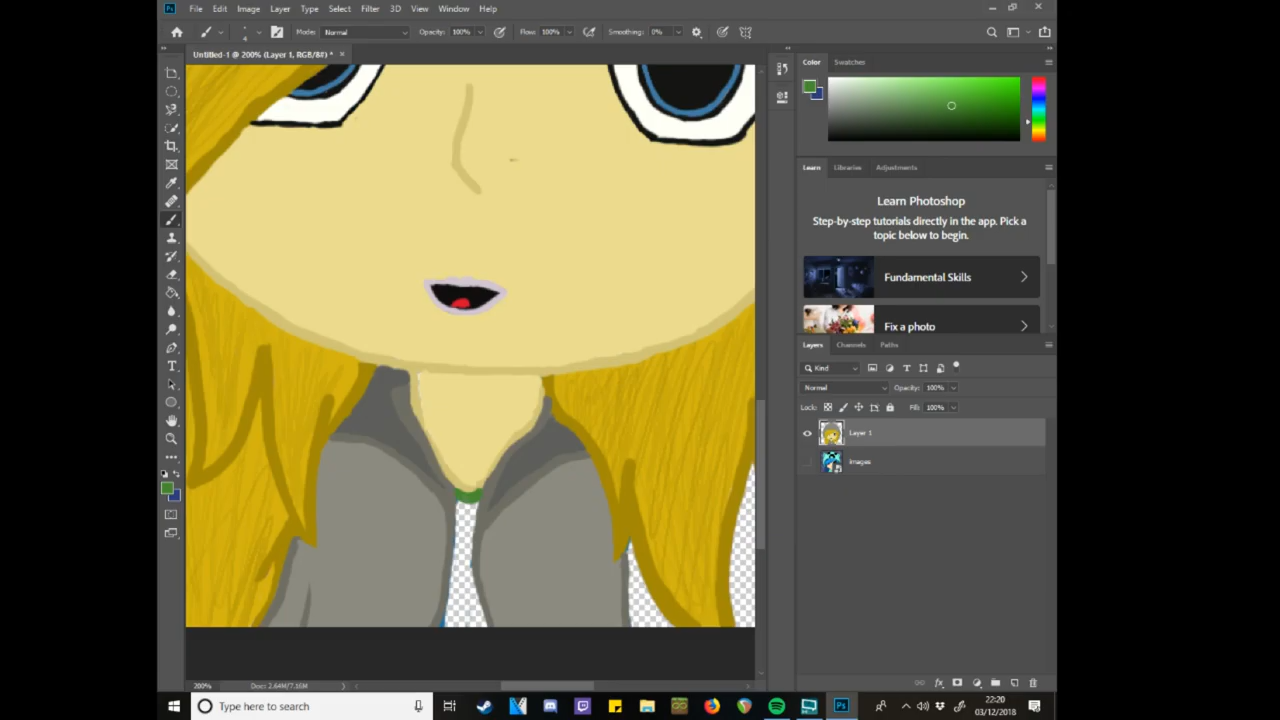 Ps File Edit Image Layer Type Select Filter 3D View Window Help
4 Mode: Normal Opacity: 100% Flow: 100% Smoothing: 0%
Untitled-1 @ 200% (Layer 1, RGB/8#) * ×
Color Swatches
Learn Libraries Adjustments
Learn Photoshop
Step-by-step tutorials directly in the app. Pick a
topic below to begin.
Fundamental Skills
Fix a photo
Layers Channels Paths
Kind
Normal Opacity: 100%
Lock: Fill: 100%
Layer 1
images
200% Doc: 2.64M/7.16M
Type here to search
Ps
22:20
03/12/2018